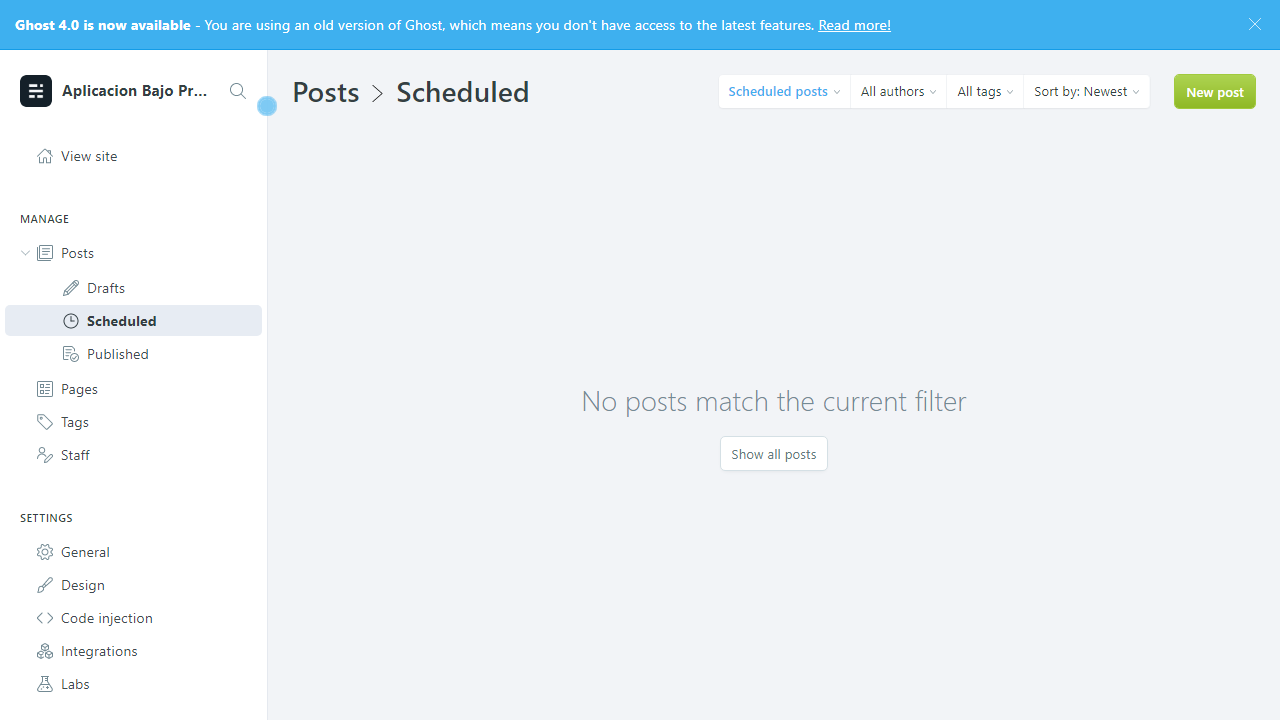 Ghost 4.0 is now available - You are using an old version of Ghost, which means you don't have access to the latest features. Read more!
Aplicacion Bajo Pr...
Posts > Scheduled
Scheduled posts
All authors
All tags
Sort by: Newest
New post
View site
MANAGE
Posts
Drafts
Scheduled
Published
Pages
Tags
Staff
No posts match the current filter
Show all posts
SETTINGS
General
Design
Code injection
Integrations
Labs